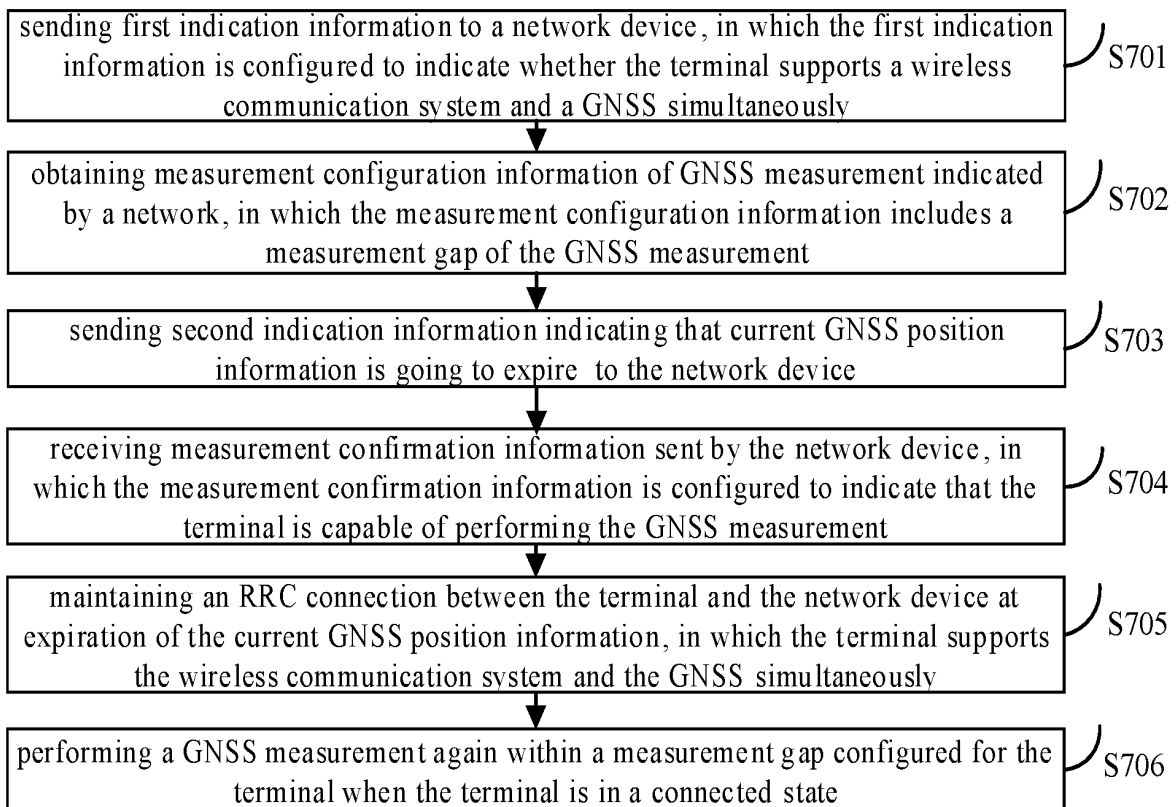 sending first indication information to a network device, in which the first indication
information is configured to indicate whether the terminal supports a wireless
communication system and a GNSS simultaneously
S701
obtaining measurement configuration information of GNSS measurement indicated
by a network, in which the measurement configuration information includes a
measurement gap of the GNSS measurement
S702
sending second indication information indicating that current GNSS position
information is going to expire to the network device
S703
receiving measurement confirmation information sent by the network device, in
which the measurement confirmation information is configured to indicate that the
terminal is capable of performing the GNSS measurement
S704
maintaining an RRC connection between the terminal and the network device at
expiration of the current GNSS position information, in which the terminal supports
the wireless communication system and the GNSS simultaneously
S705
performing a GNSS measurement again within a measurement gap configured for the
terminal when the terminal is in a connected state
S706